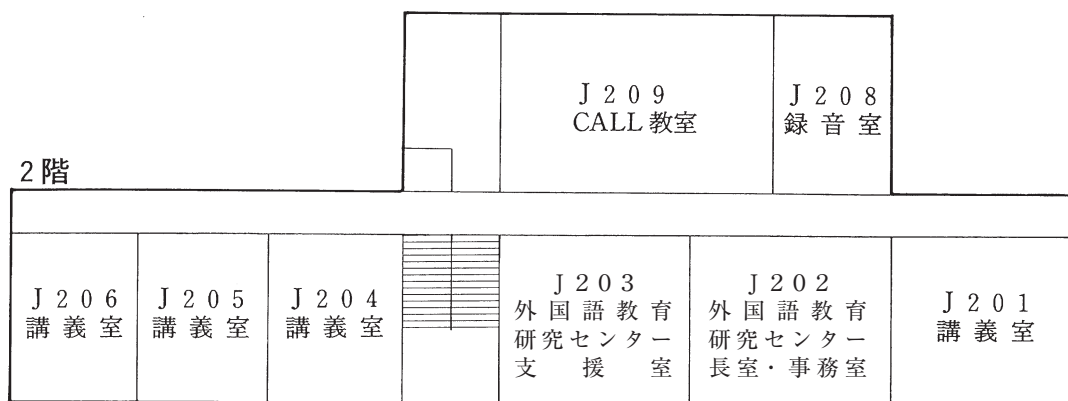 J209
CALL教室
J208
録音室
2階
J206
講義室
J205
講義室
J204
講義室
J203
外国語教育
研究センター
支援室
J202
外国語教育
研究センター
長室・事務室
J201
講義室